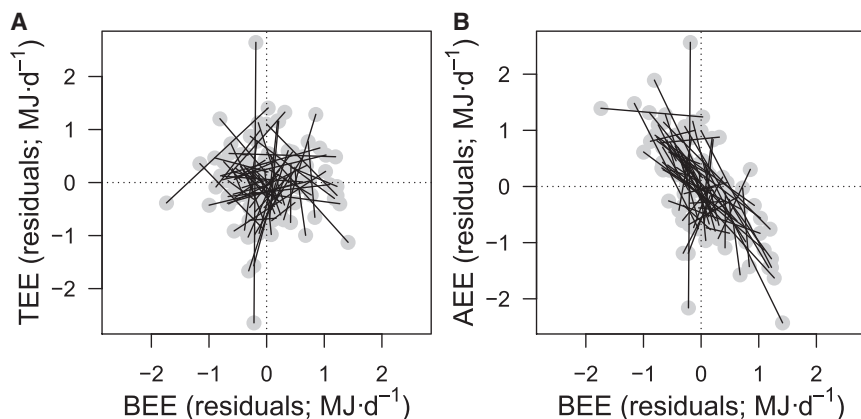 A
B
TEE (residuals; MJ·d⁻¹)
2
1
0
−1
−2
−2 −1 0 1 2
BEE (residuals; MJ·d⁻¹)
AEE (residuals; MJ·d⁻¹)
2
1
0
−1
−2
−2 −1 0 1 2
BEE (residuals; MJ·d⁻¹)